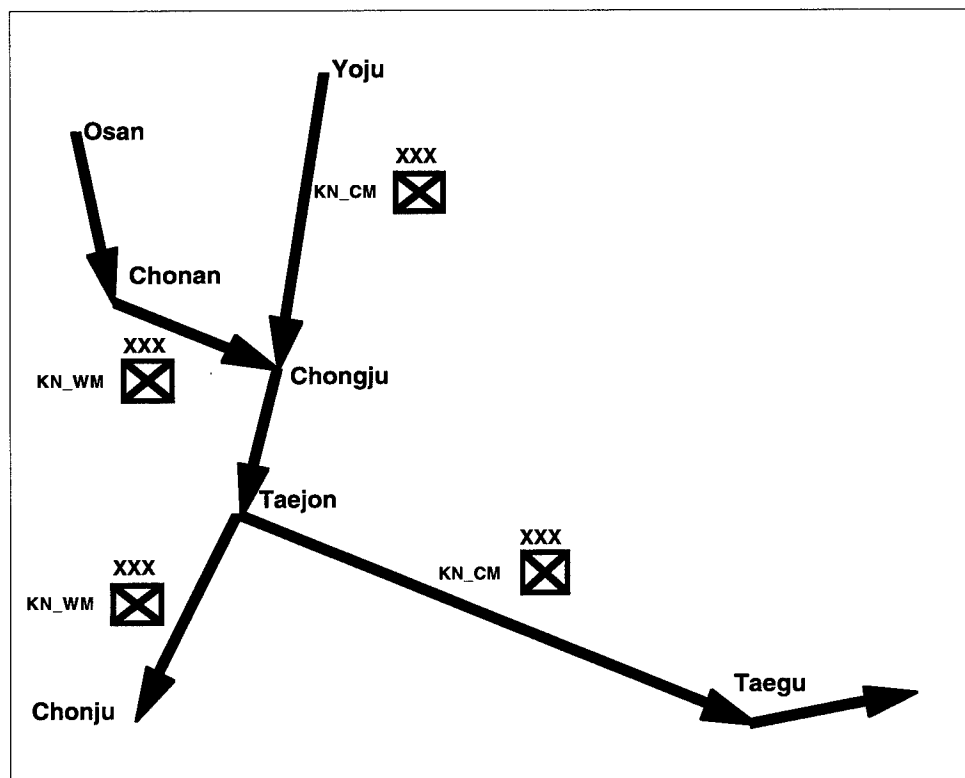 Yoju
Osan
XXX
KN_CM
Chonan
XXX
KN_WM
Chongju
Taejon
XXX
KN_CM
XXX
KN_WM
Taegu
Chonju